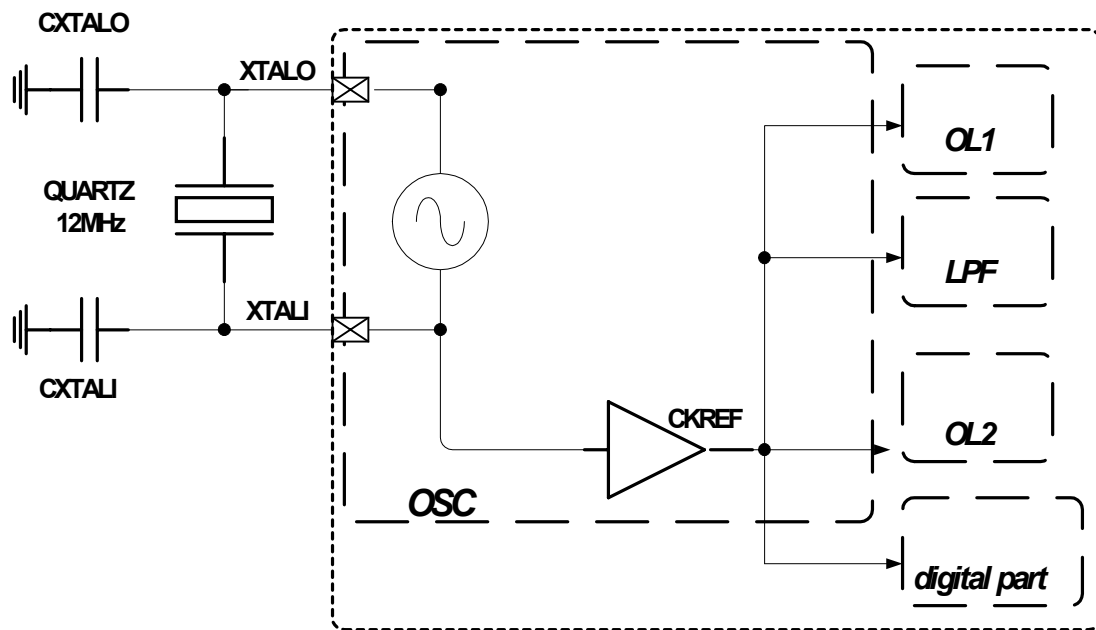 CXTALO
XTALO
OL1
QUARTZ
12MHz
LPF
XTALI
CXTALI
CKREF
OL2
OSC
digital part